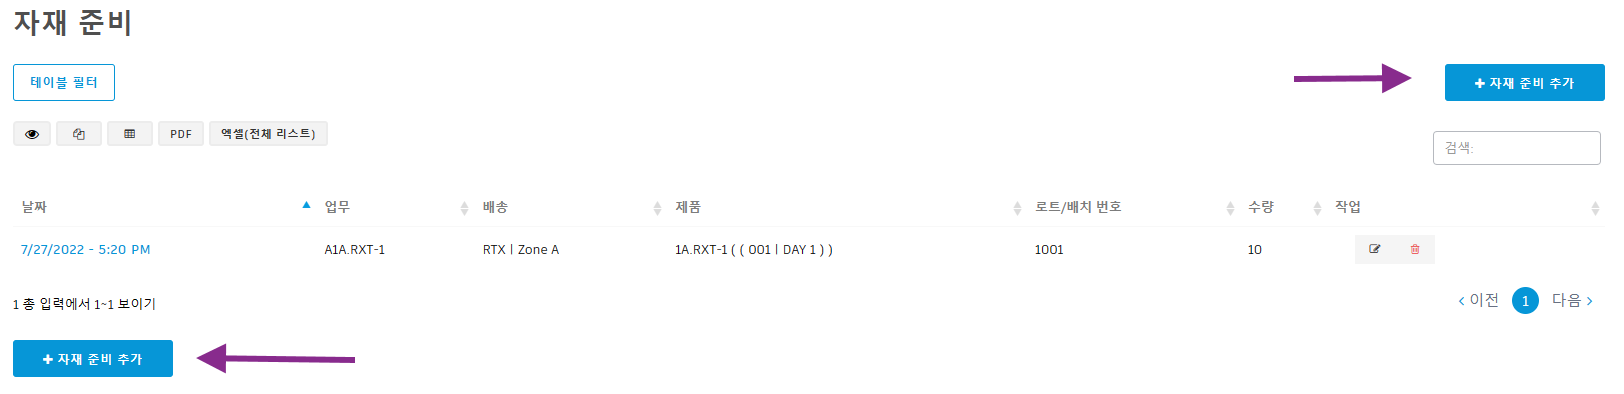 자재 준비
테이블 필터
자재 준비 추가
PDF 엑셀(전체 리스트)
검색:
날짜 업무 배송 제품 로트/배치 번호 수량 작업
7/27/2022 - 5:20 PM A1A.RXT-1 RTX | Zone A 1A.RXT-1 ( ( 001 | DAY 1 ) ) 1001 10
1 총 입력에서 1~1 보이기
이전 1 다음
자재 준비 추가